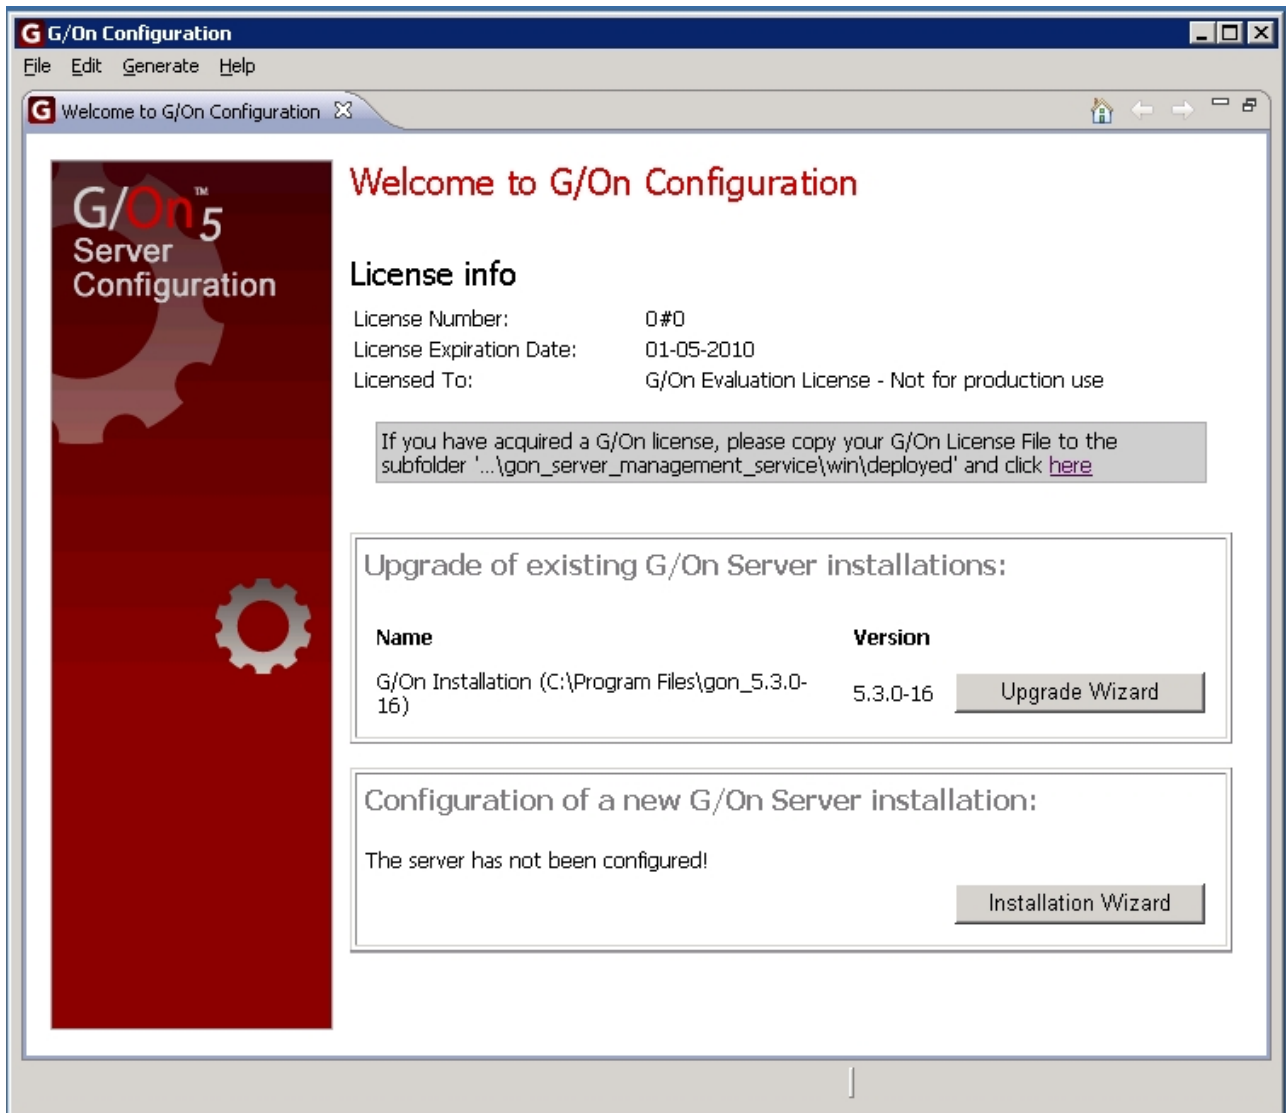 G/On Configuration
File Edit Generate Help
Welcome to G/On Configuration
G/On™5
Server
Configuration
Welcome to G/On Configuration
License info
License Number: 0#0
License Expiration Date: 01-05-2010
Licensed To: G/On Evaluation License - Not for production use
If you have acquired a G/On license, please copy your G/On License File to the
subfolder '...\gon_server_management_service\win\deployed' and click here
Upgrade of existing G/On Server installations:
Name Version
G/On Installation (C:\Program Files\gon_5.3.0-
16) 5.3.0-16 Upgrade Wizard
Configuration of a new G/On Server installation:
The server has not been configured!
Installation Wizard